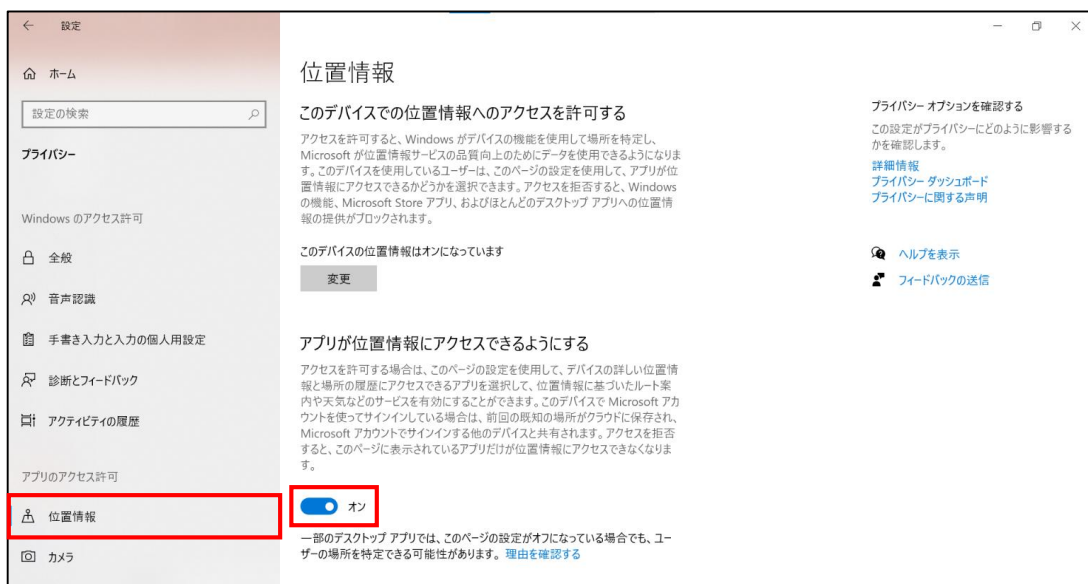 設定
ホーム
設定の検索
プライバシー
Windows のアクセス許可
全般
音声認識
手書き入力と入力の個人用設定
診断とフィードバック
アクティビティの履歴
アプリのアクセス許可
位置情報
カメラ
位置情報
このデバイスでの位置情報へのアクセスを許可する
アクセスを許可すると、Windows がデバイスの機能を使用して場所を特定し、
Microsoft が位置情報サービスの品質向上のためにデータを使用できるようになりま
す。このデバイスを使用しているユーザーは、このページの設定を使用して、アプリが位
置情報にアクセスできるかどうかを選択できます。アクセスを拒否すると、Windows
の機能、Microsoft Store アプリ、およびほとんどのデスクトップ アプリへの位置情
報の提供がブロックされます。
このデバイスの位置情報はオンになっています
変更
アプリが位置情報にアクセスできるようにする
アクセスを許可する場合は、このページの設定を使用して、デバイスの詳しい位置情
報と場所の履歴にアクセスできるアプリを選択して、位置情報に基づいたルート案
内や天気などのサービスを有効にすることができます。このデバイスで Microsoft アカ
ウントを使ってサインインしている場合は、前回の既知の場所がクラウドに保存され、
Microsoft アカウントでサインインする他のデバイスと共有されます。アクセスを拒否
すると、このページに表示されているアプリだけが位置情報にアクセスできなくなりま
す。
オン
一部のデスクトップ アプリでは、このページの設定がオフになっている場合でも、ユー
ザーの場所を特定できる可能性があります。理由を確認する
プライバシー オプションを確認する
この設定がプライバシーにどのように影響する
かを確認します。
詳細情報
プライバシー ダッシュボード
プライバシーに関する声明
ヘルプを表示
フィードバックの送信